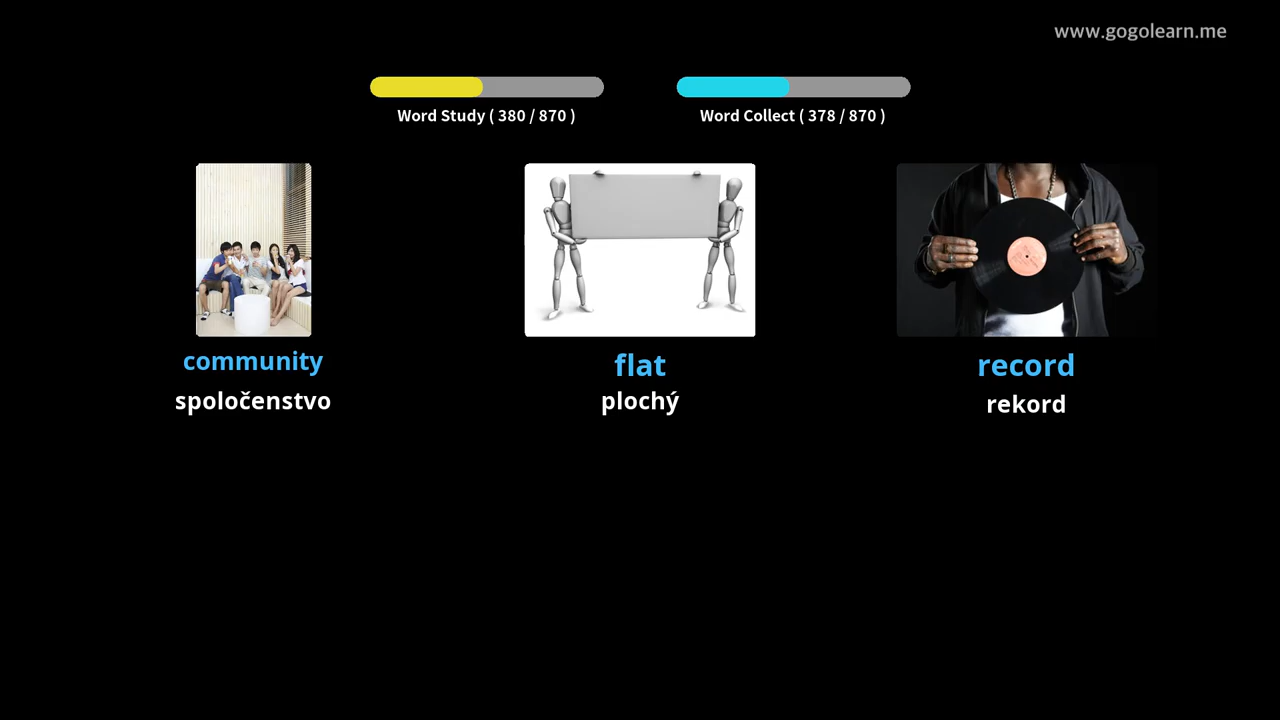 www.gogolearn.me
Word Study ( 380 / 870 )
Word Collect ( 378 / 870 )
community
spoločenstvo
flat
plochý
record
rekord